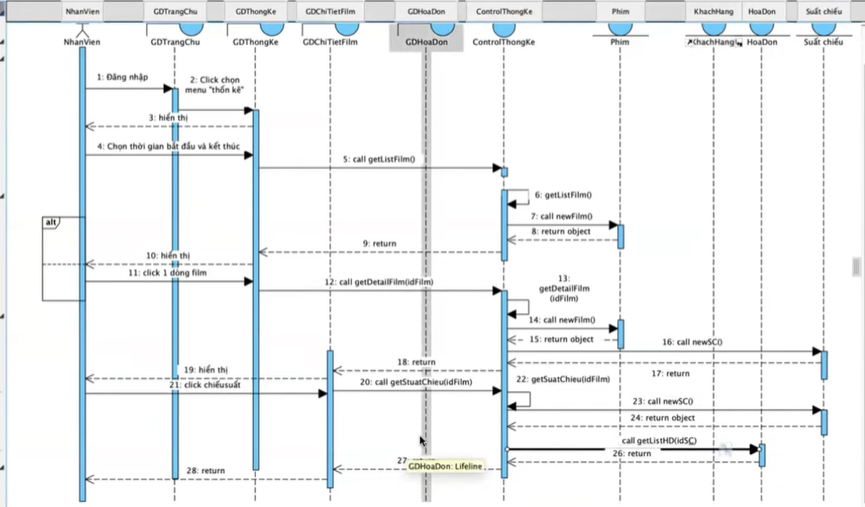 NhanVien GDTrangChu GDThongKe GDChiTietFilm GDHoaDon ControlThongKe Phim KhachHang HoaDon Suất chiếu
NhanVien GDTrangChu GDThongKe GDChiTietFilm GDHoaDon ControlThongKe Phim KhachHang HoaDon Suất chiếu
1: Đăng nhập
2: Click chọn
menu "thốn kê"
3: hiển thị
4: Chọn thời gian bắt đầu và kết thúc
5: call getListFilm()
6: getListFilm()
7: call newFilm()
8: return object
alt
9: return
10: hiển thị
11: click 1 dòng film
12: call getDetailFilm(idFilm)
13:
getDetailFilm
(idFilm)
14: call newFilm()
15: return object
16: call newSC()
17: return
18: return
19: hiển thị
20: call getStuatChieu(idFilm)
21: click chiếusuất
22: getSuatChieu(idFilm)
23: call newSC()
24: return object
call getListHD(idSC)
26: return
27:
GDHoaDon: Lifeline
28: return